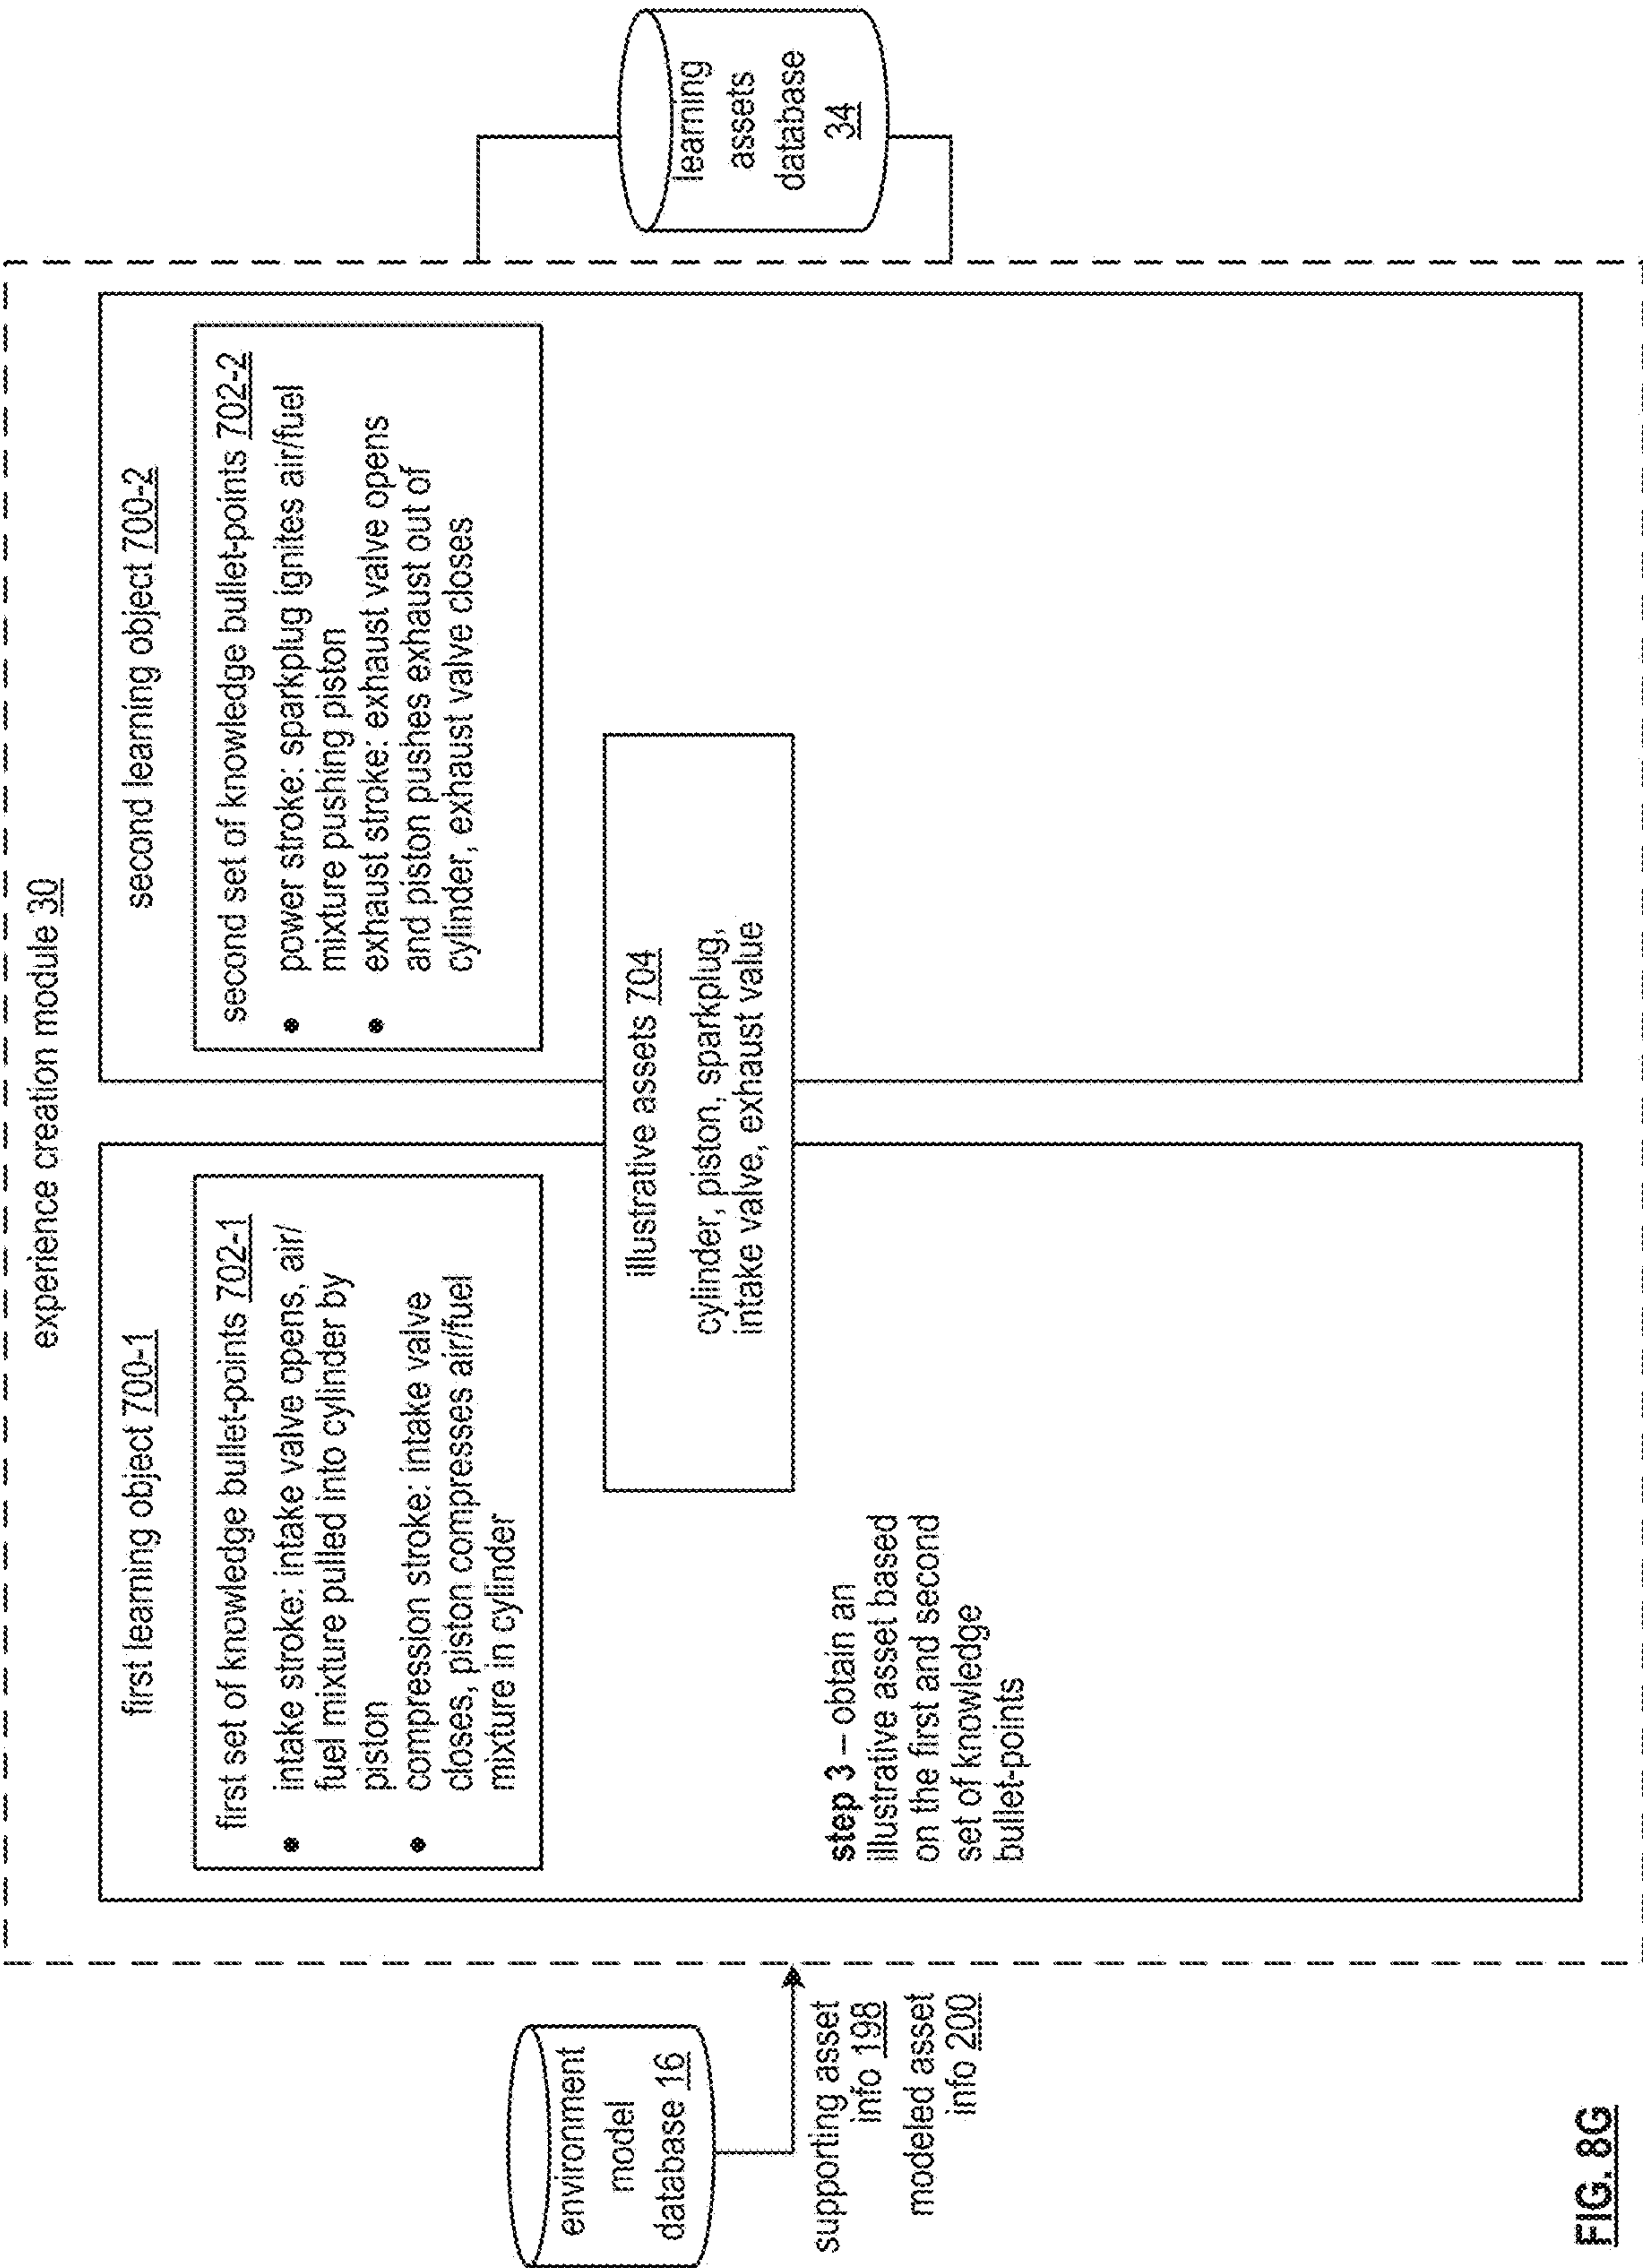 experience creation module 30
environment
model
database 16
supporting asset
info 198
modeled asset
info 200
first learning object 700-1
first set of knowledge bullet-points 702-1
• intake stroke: intake valve opens, air/
fuel mixture pulled into cylinder by
piston
• compression stroke: intake valve
closes, piston compresses air/fuel
mixture in cylinder
second learning object 700-2
second set of knowledge bullet-points 702-2
• power stroke: sparkplug ignites air/fuel
mixture pushing piston
• exhaust stroke: exhaust valve opens
and piston pushes exhaust out of
cylinder, exhaust valve closes
illustrative assets 704
cylinder, piston, sparkplug,
intake valve, exhaust value
step 3 – obtain an
illustrative asset based
on the first and second
set of knowledge
bullet-points
learning
assets
database
34
FIG. 8G